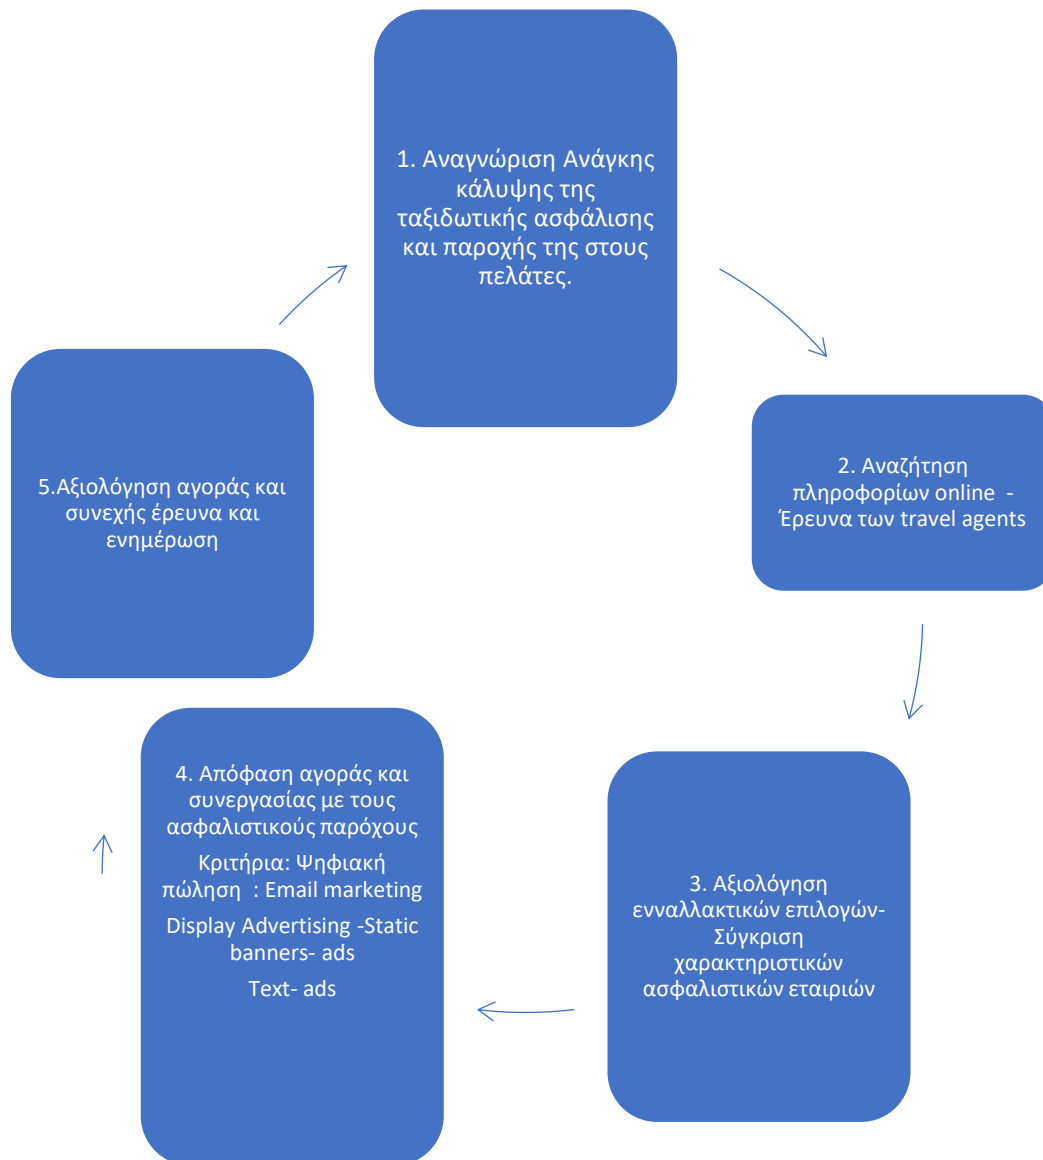 1. Αναγνώριση Ανάγκης
κάλυψης της
ταξιδωτικής ασφάλισης
και παροχής της στους
πελάτες.
2. Αναζήτηση
πληροφορίων online -
Έρευνα των travel agents
3. Αξιολόγηση
ενναλλακτικών επιλογών-
Σύγκριση
χαρακτηριστικών
ασφαλιστικών εταιριών
4. Απόφαση αγοράς και
συνεργασίας με τους
ασφαλιστικούς παρόχους
Κριτήρια: Ψηφιακή
πώληση : Email marketing
Display Advertising -Static
banners- ads
Text- ads
5.Αξιολόγηση αγοράς και
συνεχής έρευνα και
ενημέρωση